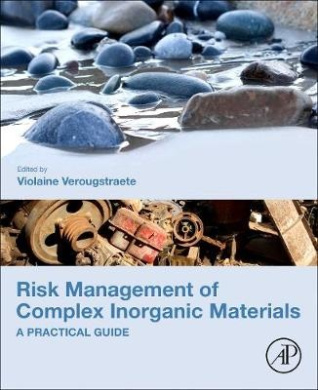 Edited by
Violaine Verougstraete
Risk Management of
Complex Inorganic Materials
A PRACTICAL GUIDE
AP